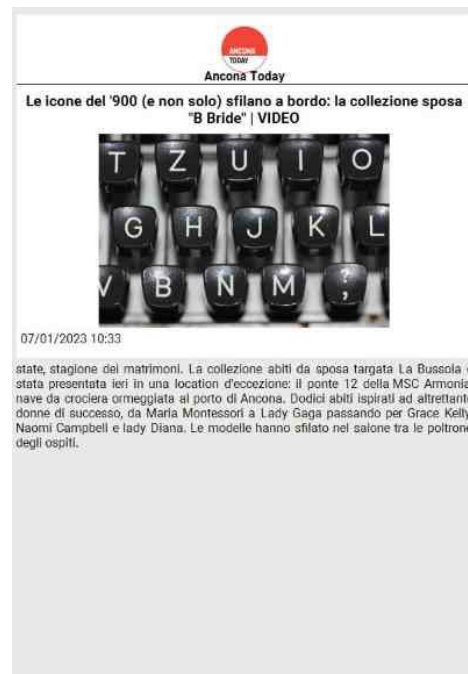 ANCONA
TODAY
Ancona Today
Le icone del '900 (e non solo) sfilano a bordo: la collezione sposa
"B Bride" | VIDEO
T Z U I O
G H J K L
V B N M ? ;
07/01/2023 10:33
state, stagione dei matrimoni. La collezione abiti da sposa targata La Bussola
stata presentata ieri in una location d'eccezione: il ponte 12 della MSC Armonia
nave da crociera ormeggiata al porto di Ancona. Dodici abiti ispirati ad altrettante
donne di successo, da Maria Montessori a Lady Gaga passando per Grace Kelly
Naomi Campbell e lady Diana. Le modelle hanno sfilato nel salone tra le poltrone
degli ospiti.